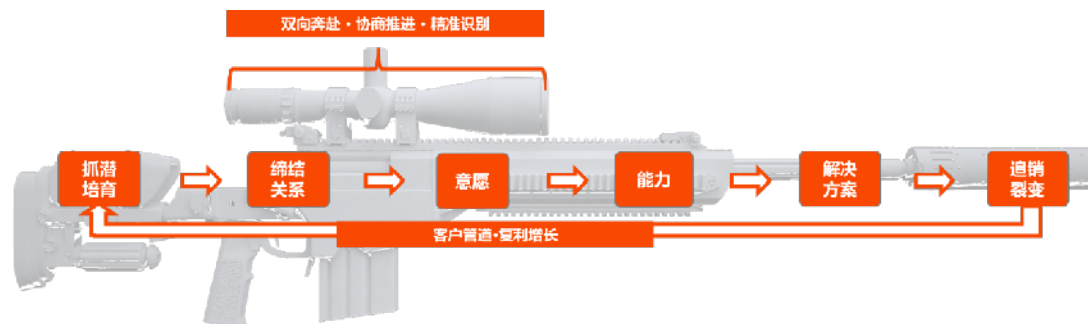 双向奔赴·协商推进·精准识别
抓潜
培育
缔结
关系
意愿
能力
解决
方案
追销
裂变
客户管道·复利增长